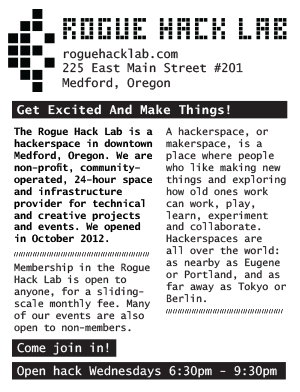 ROGUE HACK LAB
roguehacklab.com
225 East Main Street #201
Medford, Oregon
Get Excited And Make Things!
The Rogue Hack Lab is a
hackerspace in downtown
Medford, Oregon. We are
non-profit, community-
operated, 24-hour space
and infrastructure
provider for technical
and creative projects
and events. We opened
in October 2012.
Membership in the Rogue
Hack Lab is open to
anyone, for a sliding-
scale monthly fee. Many
of our events are also
open to non-members.
A hackerspace, or
makerspace, is a
place where people
who like making new
things and exploring
how old ones work
can work, play,
learn, experiment
and collaborate.
Hackerspaces are
all over the world:
as nearby as Eugene
or Portland, and as
far away as Tokyo or
Berlin.
Come join in!
Open hack Wednesdays 6:30pm - 9:30pm